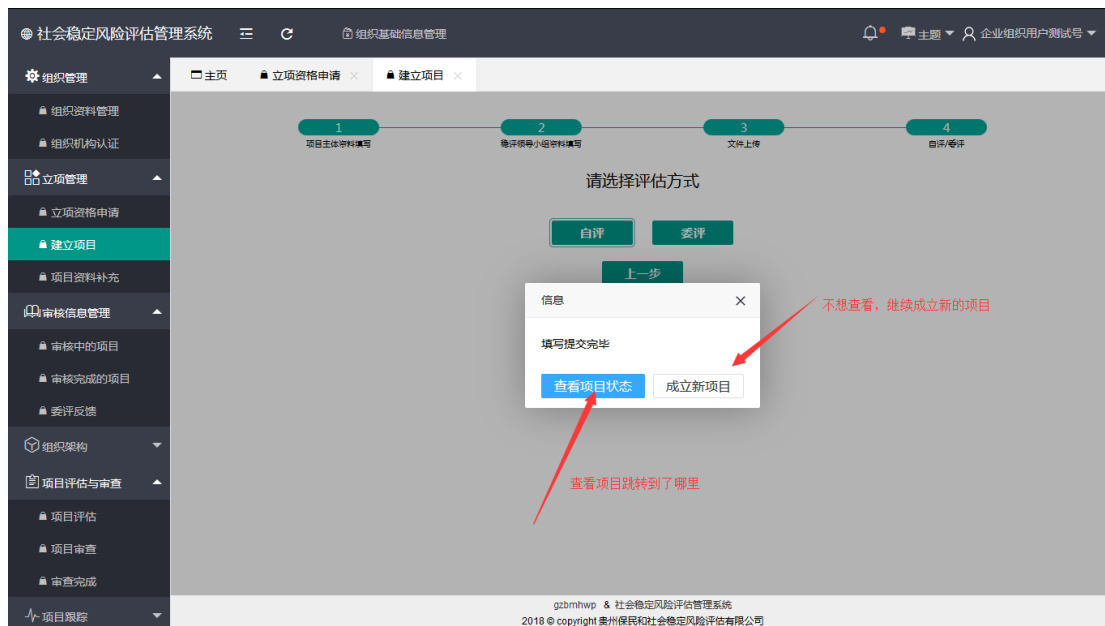 社会稳定风险评估管理系统
组织基础信息管理
主题
企业组织用户测试号
组织管理
组织资料管理
组织机构认证
立项管理
立项资格申请
建立项目
项目资料补充
审核信息管理
审核中的项目
审核完成的项目
委评反馈
组织架构
项目评估与审查
项目评估
项目审查
审查完成
项目跟踪
主页
立项资格申请
建立项目
1
项目主体资料填写
2
稳评领导小组资料填写
3
文件上传
4
自评/委评
请选择评估方式
自评
委评
上一步
信息
填写提交完毕
查看项目状态
成立新项目
不想查看，继续成立新的项目
查看项目跳转到了哪里
gzbmhwp & 社会稳定风险评估管理系统
2018 © copyright 贵州保民和社会稳定风险评估有限公司